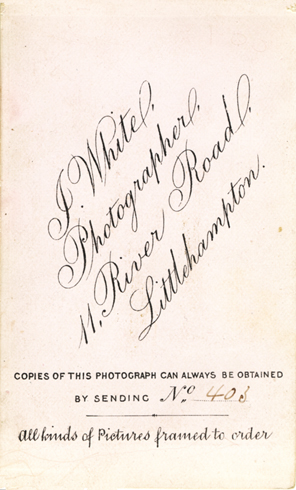 J. White,
Photographer,
11, River Road,
Littlehampton.
COPIES OF THIS PHOTOGRAPH CAN ALWAYS BE OBTAINED
BY SENDING No 403
All kinds of Pictures framed to order